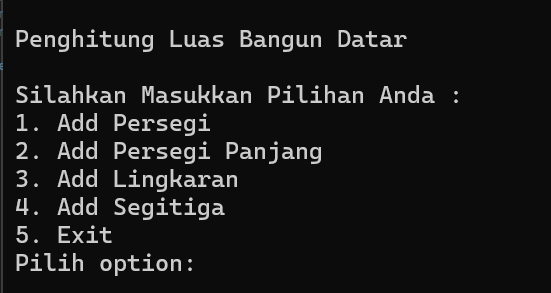 Penghitung Luas Bangun Datar
Silahkan Masukkan Pilihan Anda :
1. Add Persegi
2. Add Persegi Panjang
3. Add Lingkaran
4. Add Segitiga
5. Exit
Pilih option: